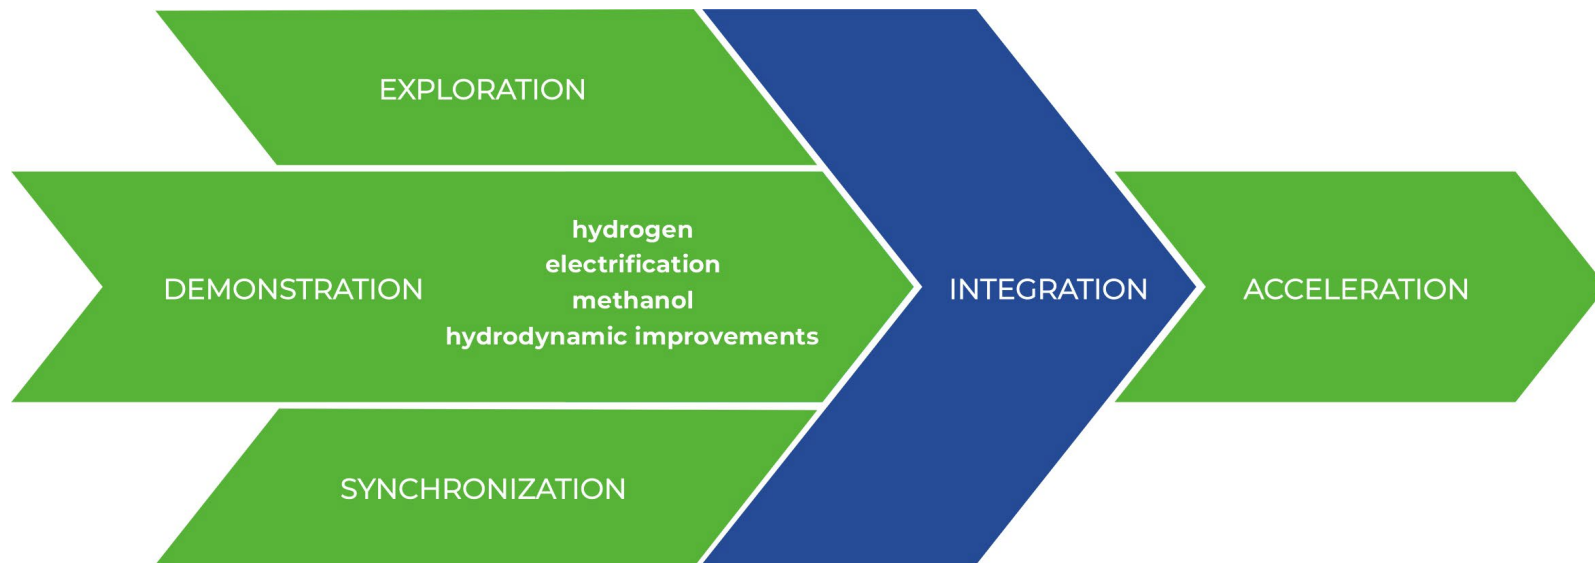 EXPLORATION
DEMONSTRATION
hydrogen
electrification
methanol
hydrodynamic improvements
INTEGRATION
ACCELERATION
SYNCHRONIZATION